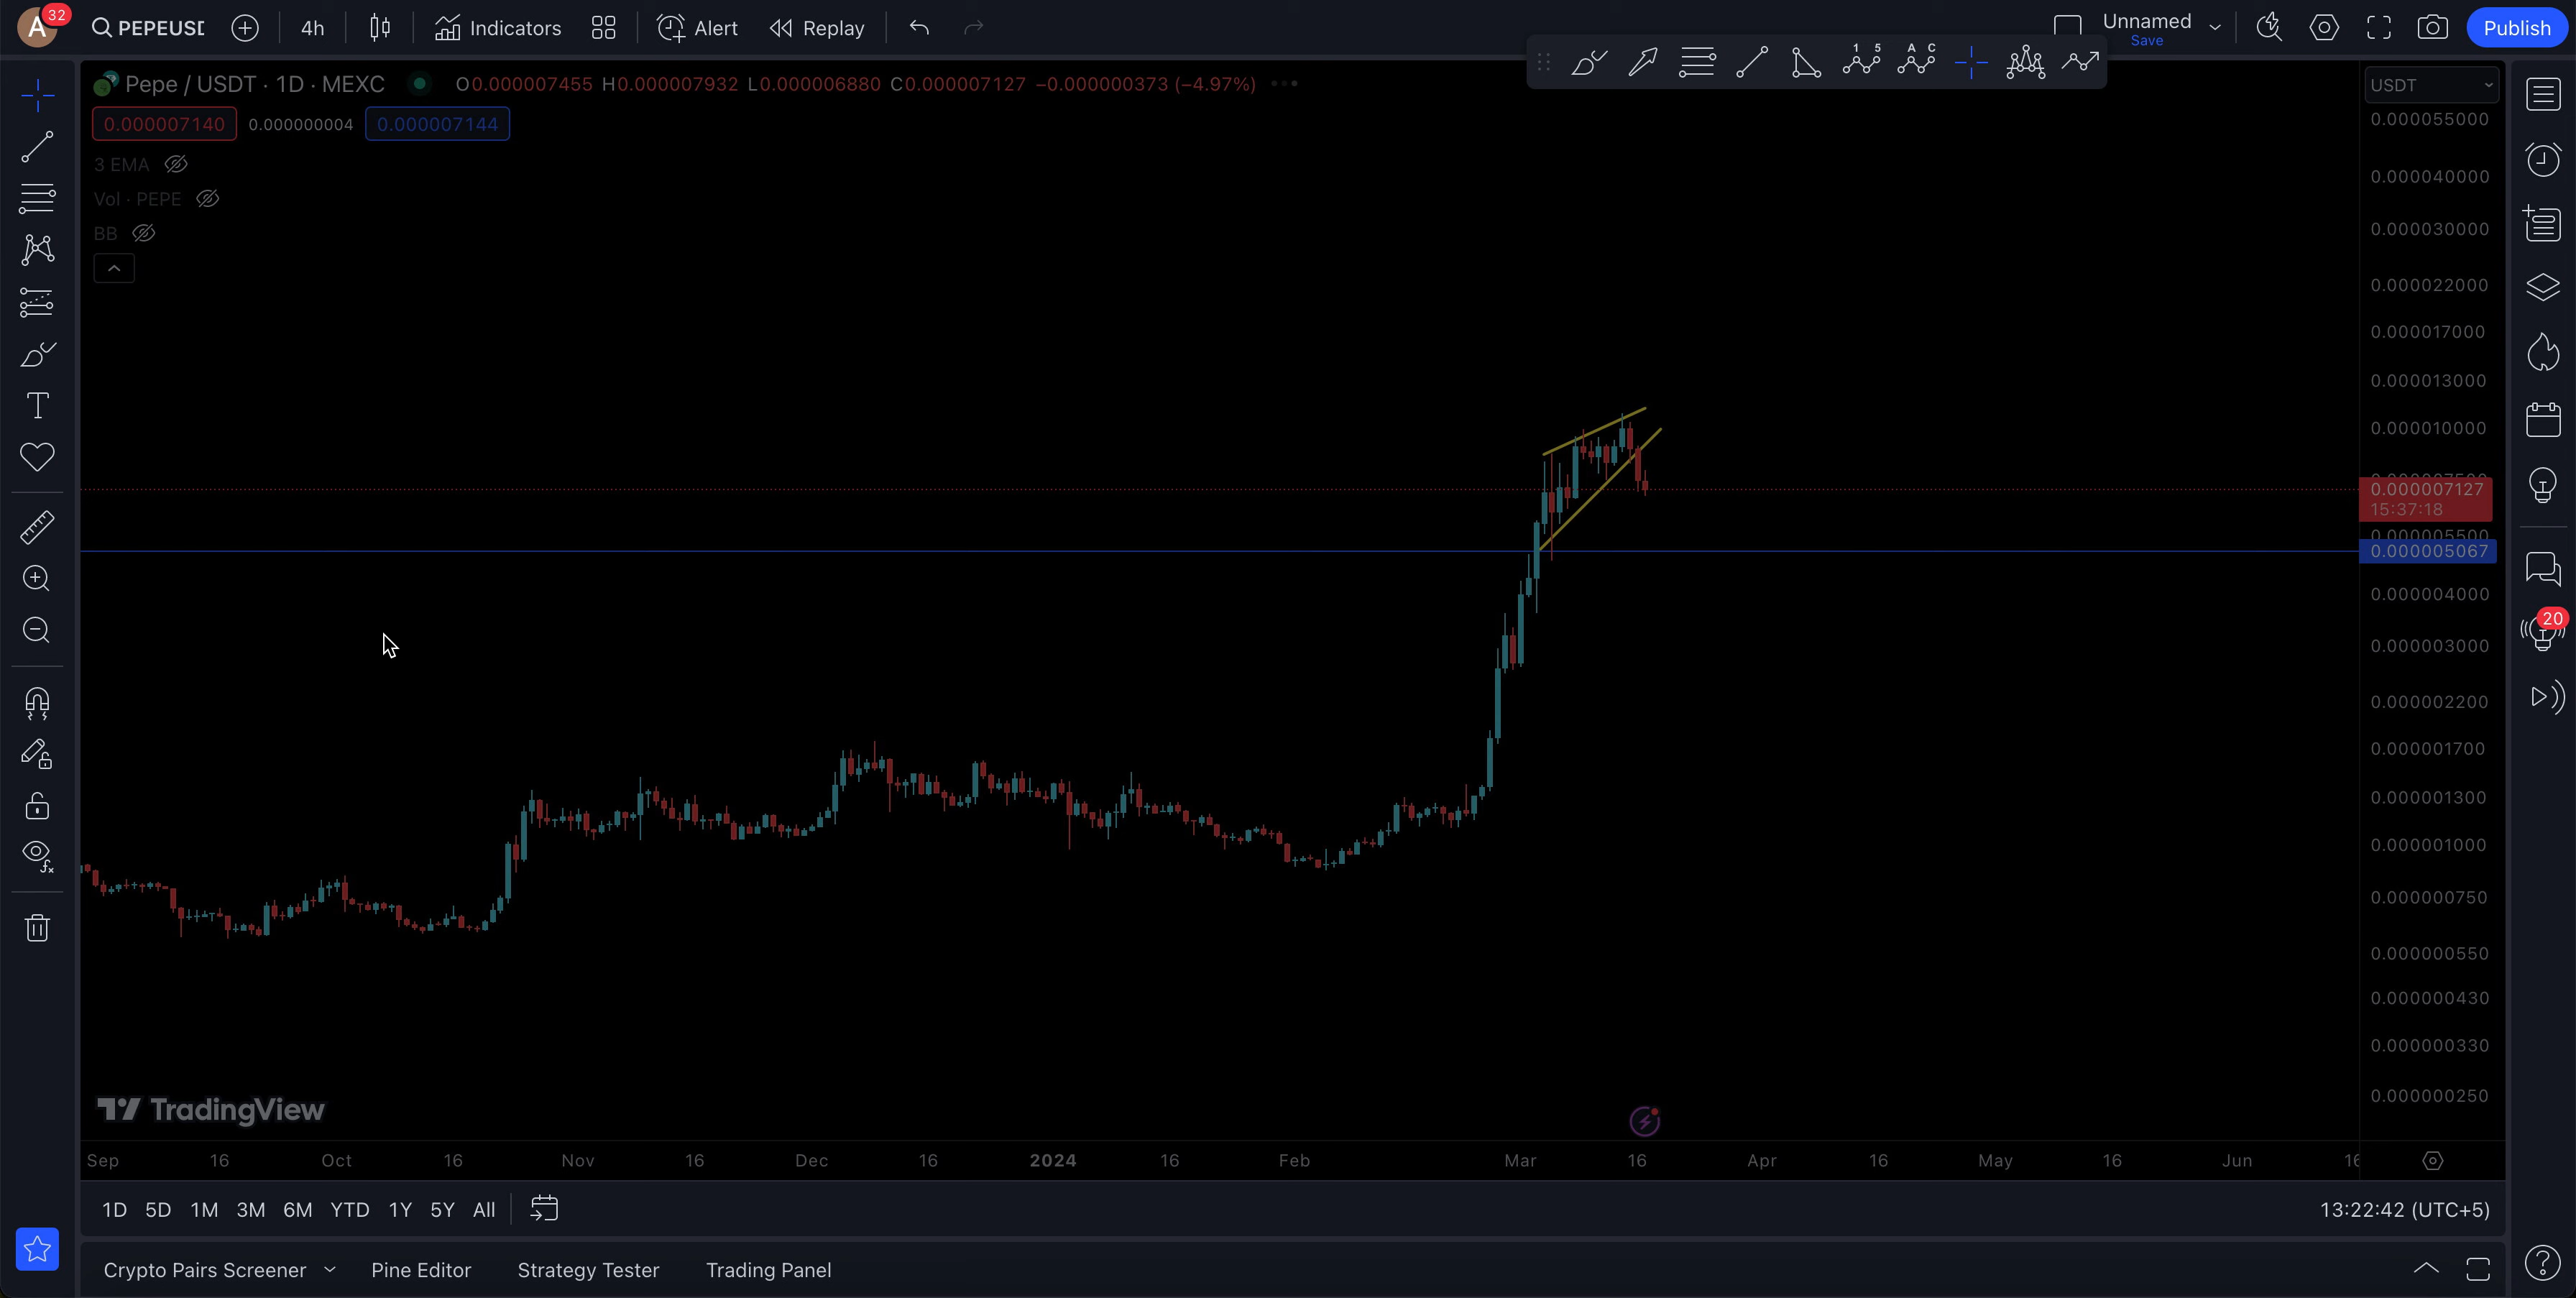 A 32 PEPEUSD 4h Indicators Alert Replay Unnamed Save Publish
1 5 A C
Pepe / USDT · 1D · MEXC O0.000007455 H0.000007932 L0.000006880 C0.000007127 −0.000000373 (−4.97%)
0.000007140 0.000000004 0.000007144
3 EMA
Vol · PEPE
BB
USDT
0.000055000
0.000040000
0.000030000
0.000022000
0.000017000
0.000013000
0.000010000
0.000007127
15:37:18
0.000005500
0.000005067
0.000004000
0.000003000
0.000002200
0.000001700
0.000001300
0.000001000
0.000000750
0.000000550
0.000000430
0.000000330
0.000000250
20
TradingView
Sep 16 Oct 16 Nov 16 Dec 16 2024 16 Feb Mar 16 Apr 16 May 16 Jun 16
1D 5D 1M 3M 6M YTD 1Y 5Y All 13:22:42 (UTC+5)
Crypto Pairs Screener Pine Editor Strategy Tester Trading Panel